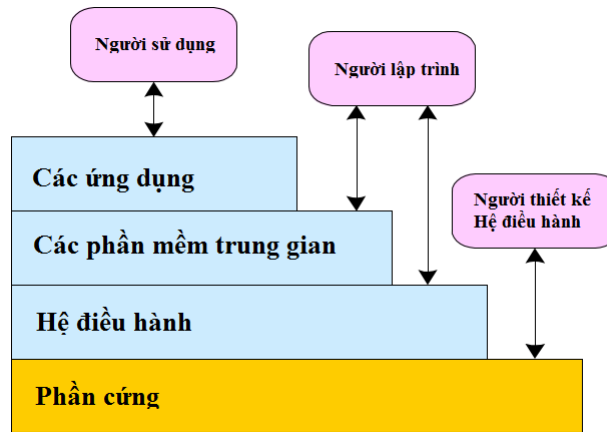 Người sử dụng
Người lập trình
Các ứng dụng
Người thiết kế
Hệ điều hành
Các phần mềm trung gian
Hệ điều hành
Phần cứng